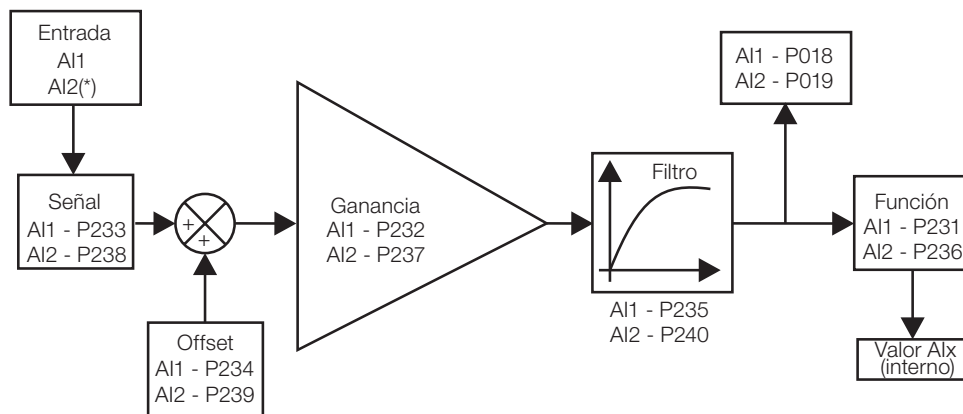 Entrada
AI1
AI2(*)
Señal
AI1 - P233
AI2 - P238
+
+
Offset
AI1 - P234
AI2 - P239
Ganancia
AI1 - P232
AI2 - P237
Filtro
AI1 - P235
AI2 - P240
AI1 - P018
AI2 - P019
Función
AI1 - P231
AI2 - P236
Valor AIx
(interno)